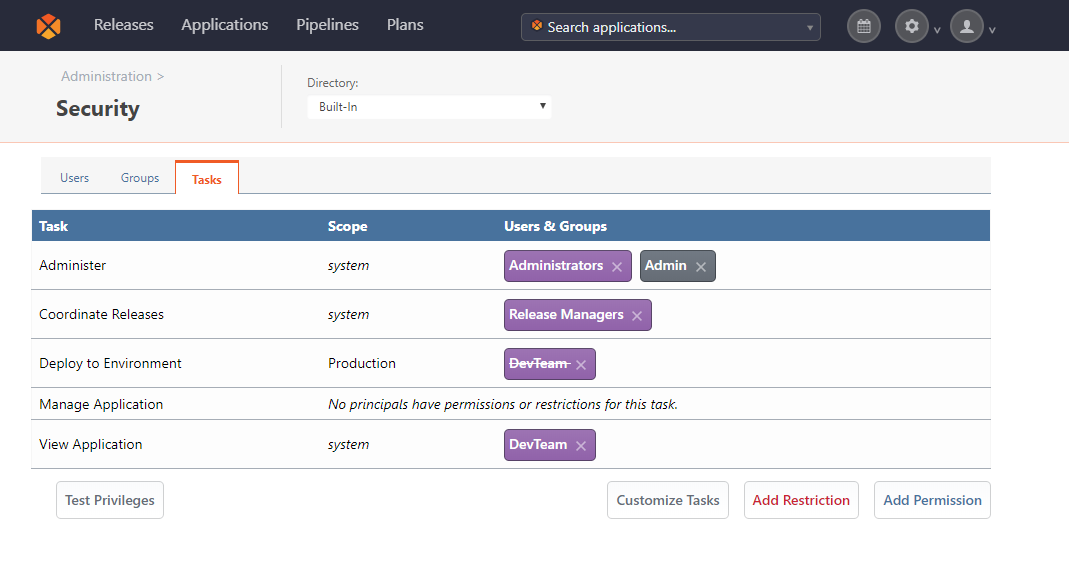 Releases Applications Pipelines Plans Search applications...
Administration >
Security
Directory:
Built-In
Users Groups Tasks
Task Scope Users & Groups
Administer system Administrators Admin
Coordinate Releases system Release Managers
Deploy to Environment Production DevTeam
Manage Application No principals have permissions or restrictions for this task.
View Application system DevTeam
Test Privileges Customize Tasks Add Restriction Add Permission